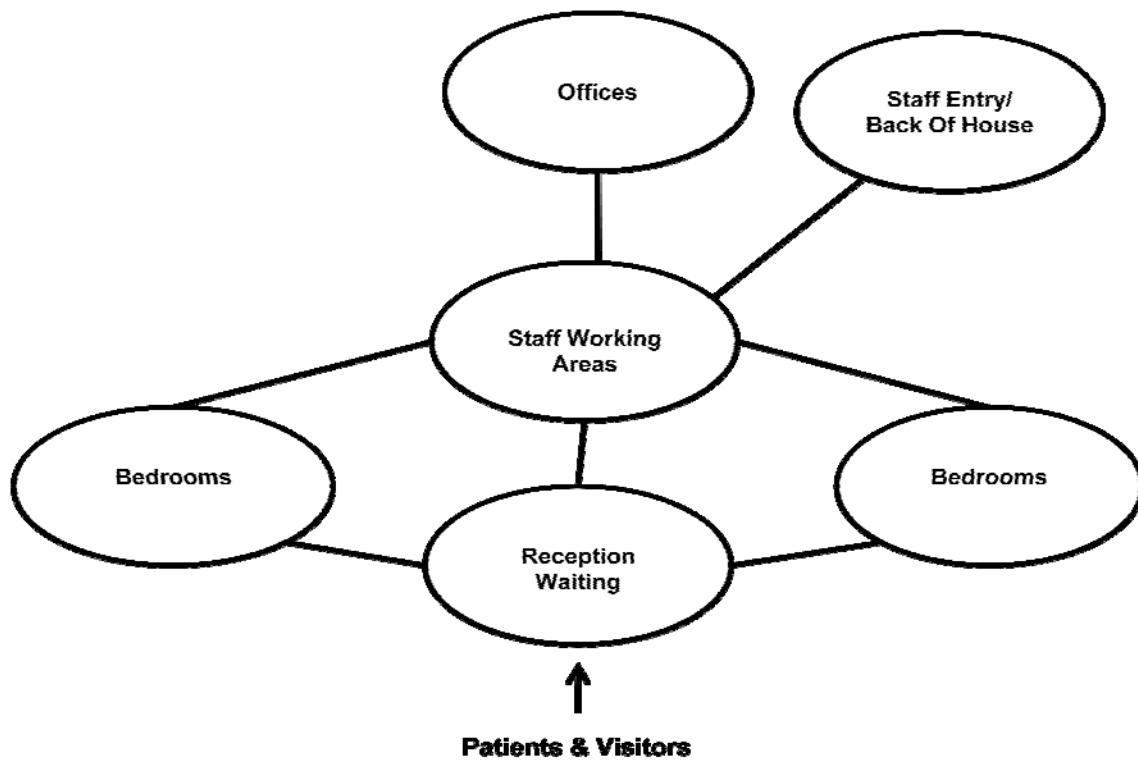 Offices
Staff Entry/
Back Of House
Staff Working
Areas
Bedrooms
Bedrooms
Reception
Waiting
Patients & Visitors